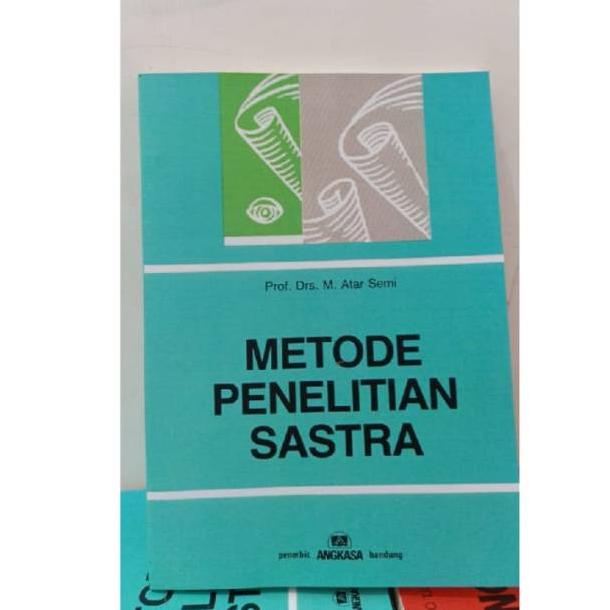 Prof. Drs. M. Atar Semi
METODE
PENELITIAN
SASTRA
penerbit ANGKASA bandung